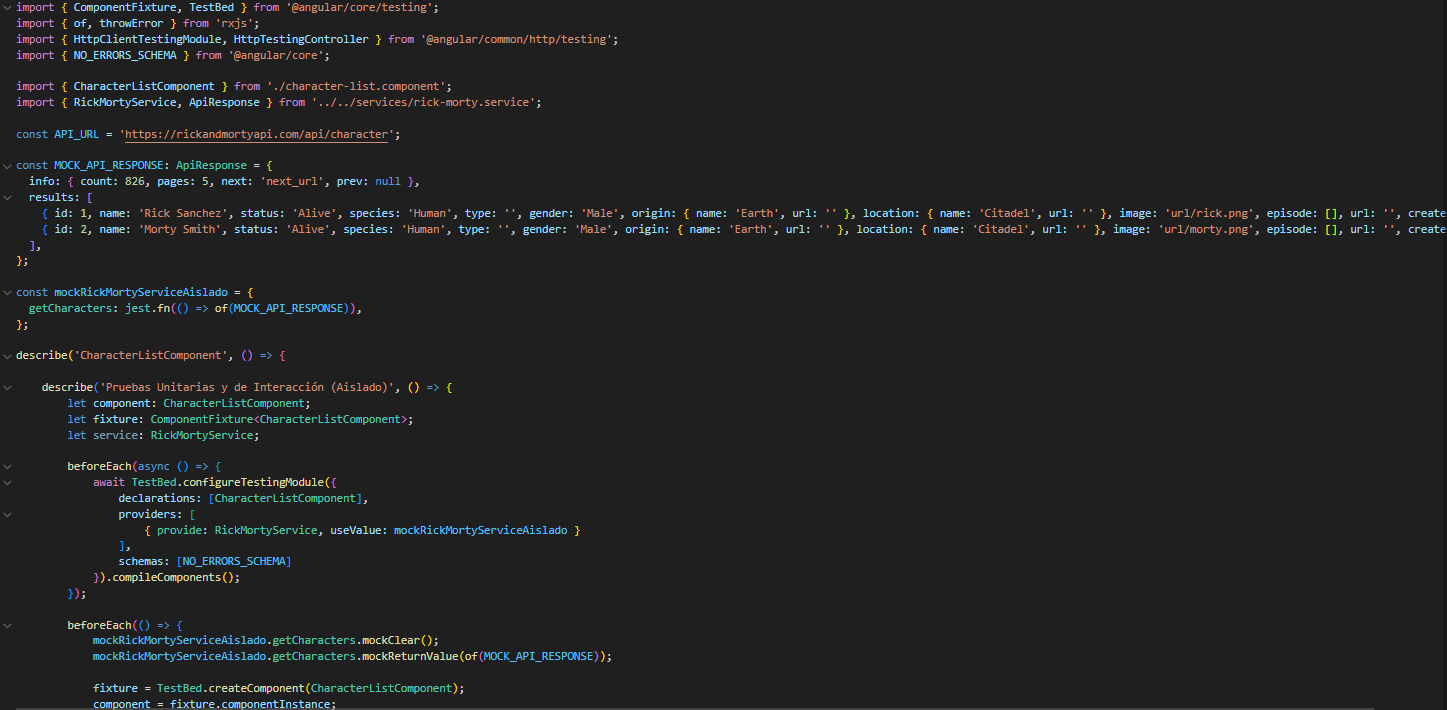 import { ComponentFixture, TestBed } from '@angular/core/testing';
import { of, throwError } from 'rxjs';
import { HttpClientTestingModule, HttpTestingController } from '@angular/common/http/testing';
import { NO_ERRORS_SCHEMA } from '@angular/core';
import { CharacterListComponent } from './character-list.component';
import { RickMortyService, ApiResponse } from '../../services/rick-morty.service';
const API_URL = 'https://rickandmortyapi.com/api/character';
const MOCK_API_RESPONSE: ApiResponse = {
info: { count: 826, pages: 5, next: 'next_url', prev: null },
results: [
{ id: 1, name: 'Rick Sanchez', status: 'Alive', species: 'Human', type: '', gender: 'Male', origin: { name: 'Earth', url: '' }, location: { name: 'Citadel', url: '' }, image: 'url/rick.png', episode: [], url: '', create
{ id: 2, name: 'Morty Smith', status: 'Alive', species: 'Human', type: '', gender: 'Male', origin: { name: 'Earth', url: '' }, location: { name: 'Citadel', url: '' }, image: 'url/morty.png', episode: [], url: '', create
],
};
const mockRickMortyServiceAislado = {
getCharacters: jest.fn(() => of(MOCK_API_RESPONSE)),
};
describe('CharacterListComponent', () => {
describe('Pruebas Unitarias y de Interacción (Aislado)', () => {
let component: CharacterListComponent;
let fixture: ComponentFixture<CharacterListComponent>;
let service: RickMortyService;
beforeEach(async () => {
await TestBed.configureTestingModule({
declarations: [CharacterListComponent],
providers: [
{ provide: RickMortyService, useValue: mockRickMortyServiceAislado }
],
schemas: [NO_ERRORS_SCHEMA]
}).compileComponents();
});
beforeEach(() => {
mockRickMortyServiceAislado.getCharacters.mockClear();
mockRickMortyServiceAislado.getCharacters.mockReturnValue(of(MOCK_API_RESPONSE));
fixture = TestBed.createComponent(CharacterListComponent);
component = fixture.componentInstance;